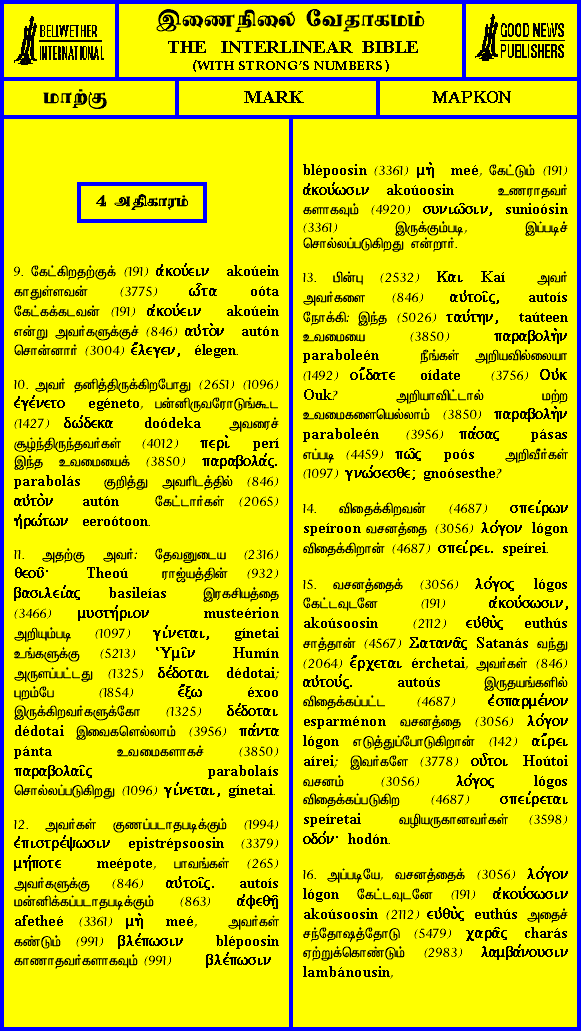 BELLWETHER
INTERNATIONAL
இணைநிலை வேதாகமம்
THE INTERLINEAR BIBLE
(WITH STRONG'S NUMBERS)
GOOD NEWS
PUBLISHERS
மாற்கு
MARK
ΜΑΡΚΟΝ
4 அதிகாரம்
9. கேட்கிறதற்குக் (191) ἀκούειν akoúein
காதுள்ளவன் (3775) ὦτα oóta
கேட்கக்கடவன் (191) ἀκούειν akoúein
என்று அவர்களுக்குச் (846) αὐτὸν autón
சொன்னார் (3004) ἔλεγεν, élegen.
10. அவர் தனித்திருக்கிறபோது (2651) (1096)
ἐγένετο egéneto, பன்னிருவரோடுங்கூட
(1427) δώδεκα doódeka அவரைச்
சூழ்ந்திருந்தவர்கள் (4012) περὶ perí
இந்த உவமையைக் (3850) παραβολάς.
parabolás குறித்து அவரிடத்தில் (846)
αὐτὸν autón கேட்டார்கள் (2065)
ἠρώτων eeroótoon.
11. அதற்கு அவர்: தேவனுடைய (2316)
θεοῦ· Theoú ராஜ்யத்தின் (932)
βασιλείας basileías இரகசியத்தை
(3466) μυστήριον musteérion
அறியும்படி (1097) γίνεται, gínetai
உங்களுக்கு (5213) Ὑμῖν Humín
அருளப்பட்டது (1325) δέδοται dédotai;
புறம்பே (1854) ἔξω éxoo
இருக்கிறவர்களுக்கோ (1325) δέδοται
dédotai இவைகளெல்லாம் (3956) πάντα
pánta உவமைகளாகச் (3850)
παραβολαῖς parabolaís
சொல்லப்படுகிறது (1096) γίνεται, gínetai.
12. அவர்கள் குணப்படாதபடிக்கும் (1994)
ἐπιστρέψωσιν epistrépsoosin (3379)
μήποτε meépote, பாவங்கள் (265)
அவர்களுக்கு (846) αὐτοῖς. autoís
மன்னிக்கப்படாதபடிக்கும் (863) ἀφεθῇ
afetheé (3361) μὴ meé, அவர்கள்
கண்டும் (991) βλέπωσιν blépoosin
காணாதவர்களாகவும் (991) βλέπωσιν
blépoosin (3361) μὴ meé, கேட்டும் (191)
ἀκούωσιν akoúoosin உணராதவர்
களாகவும் (4920) συνιῶσιν, sunioósin
(3361) இருக்கும்படி, இப்படிச்
சொல்லப்படுகிறது என்றார்.
13. பின்பு (2532) Και Kaí அவர்
அவர்களை (846) αὐτοῖς, autoís
நோக்கி: இந்த (5026) ταύτην, taúteen
உவமையை (3850) παραβολὴν
paraboleén நீங்கள் அறியவில்லையா
(1492) οἴδατε oídate (3756) Οὐκ
Ouk? அறியாவிட்டால் மற்ற
உவமைகளையெல்லாம் (3850) παραβολὴν
paraboleén (3956) πάσας pásas
எப்படி (4459) πῶς poós அறிவீர்கள்
(1097) γνώσεσθε; gnoósesthe?
14. விதைக்கிறவன் (4687) σπείρων
speíroon வசனத்தை (3056) λόγον lógon
விதைக்கிறான் (4687) σπείρει. speírei.
15. வசனத்தைக் (3056) λόγος lógos
கேட்டவுடனே (191) ἀκούσωσιν,
akoúsoosin (2112) εὐθὺς euthús
சாத்தான் (4567) Σατανᾶς Satanás வந்து
(2064) ἔρχεται érchetai, அவர்கள் (846)
αὐτούς. autoús இருதயங்களில்
விதைக்கப்பட்ட (4687) ἐσπαρμένον
esparménon வசனத்தை (3056) λόγον
lógon எடுத்துப்போடுகிறான் (142) αἴρει
aírei; இவர்களே (3778) οὗτοι Hoútoi
வசனம் (3056) λόγος lógos
விதைக்கப்படுகிற (4687) σπείρεται
speíretai வழியருகானவர்கள் (3598)
ὁδόν· hodón.
16. அப்படியே, வசனத்தைக் (3056) λόγον
lógon கேட்டவுடனே (191) ἀκούσωσιν
akoúsoosin (2112) εὐθὺς euthús அதைச்
சந்தோஷத்தோடு (5479) χαρᾶς charás
ஏற்றுக்கொண்டும் (2983) λαμβάνουσιν
lambánousin,